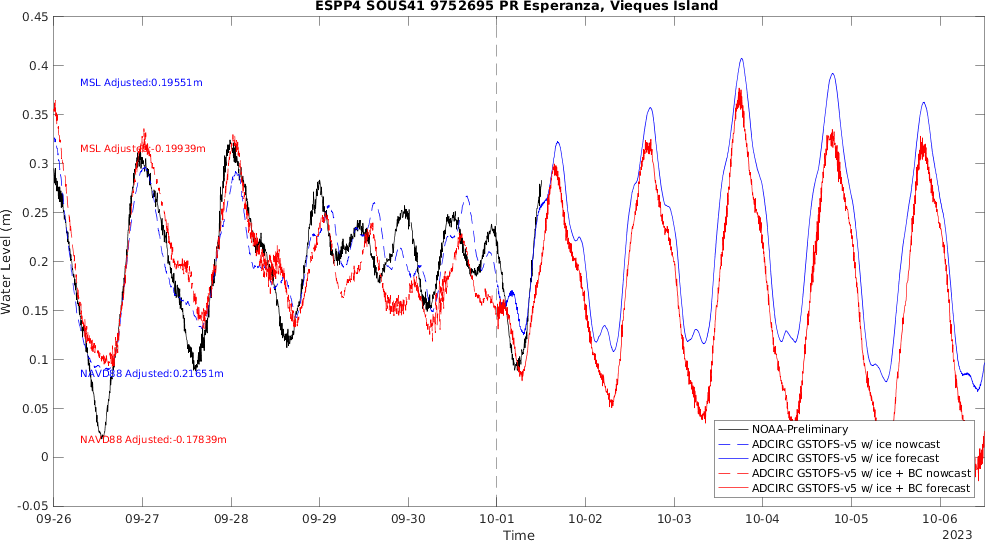 ESPP4 SOUS41 9752695 PR Esperanza, Vieques Island
0.45
0.4
0.35
0.3
0.25
0.2
0.15
0.1
0.05
0
-0.05
Water Level (m)
MSL Adjusted:0.19551m
MSL Adjusted:-0.19939m
NAVD88 Adjusted:0.21651m
NAVD88 Adjusted:-0.17839m
NOAA-Preliminary
ADCIRC GSTOFS-v5 w/ ice nowcast
ADCIRC GSTOFS-v5 w/ ice forecast
ADCIRC GSTOFS-v5 w/ ice + BC nowcast
ADCIRC GSTOFS-v5 w/ ice + BC forecast
09-26 09-27 09-28 09-29 09-30 10-01 10-02 10-03 10-04 10-05 10-06
2023
Time